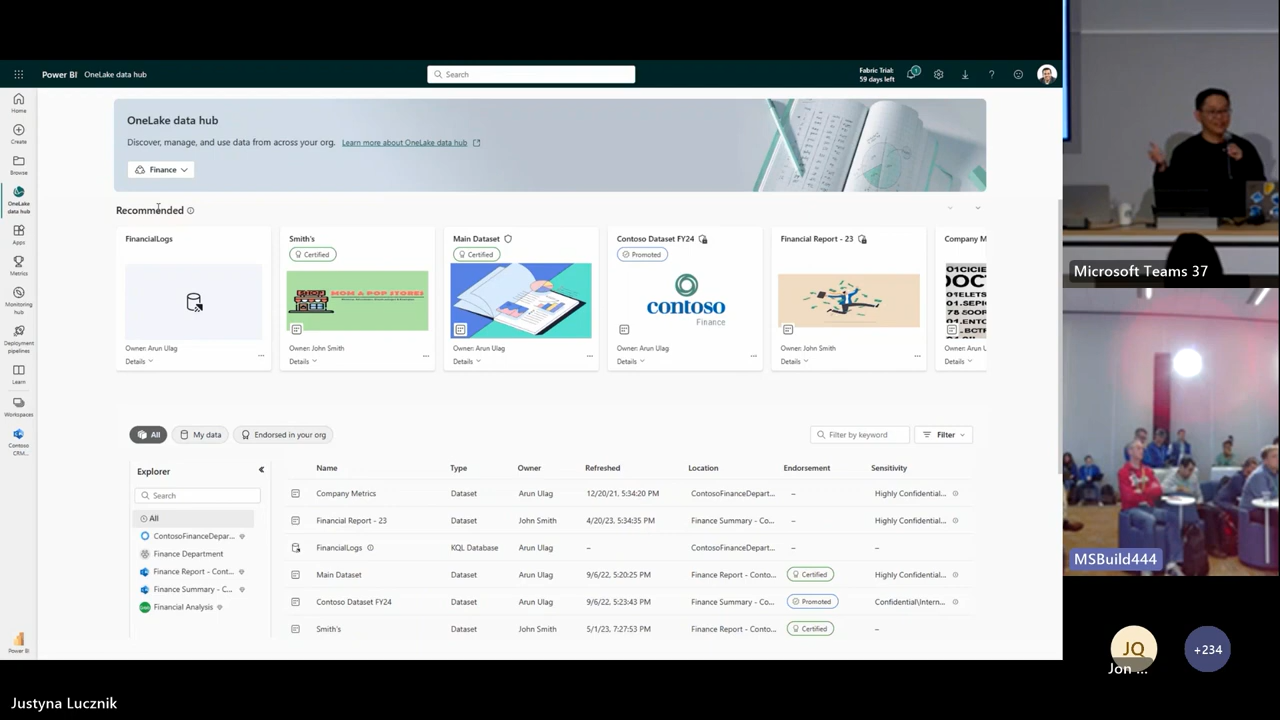 Power BI OneLake data hub
Search
Fabric Trial:
59 days left
Home
Create
Browse
OneLake
data hub
Apps
Metrics
Monitoring
hub
Deployment
pipelines
Learn
Workspaces
Contoso
CRM...
Power BI
OneLake data hub
Discover, manage, and use data from across your org. Learn more about OneLake data hub
Finance
Recommended
FinancialLogs
Owner: Arun Ulag
Details
Smith's
Certified
SHOP
MOM & POP STORES
Owner: John Smith
Details
Main Dataset
Certified
Owner: Arun Ulag
Details
Contoso Dataset FY24
Promoted
contoso
Finance
Owner: Arun Ulag
Details
Financial Report - 23
Owner: John Smith
Details
Company M
Owner: Arun U
Details
All My data Endorsed in your org
Filter by keyword Filter
Explorer
Search
All
ContosoFinanceDepar...
Finance Department
Finance Report - Cont...
Finance Summary - C...
Financial Analysis
Name Type Owner Refreshed Location Endorsement Sensitivity
Company Metrics Dataset Arun Ulag 12/20/21, 5:34:20 PM ContosoFinanceDepart... – Highly Confidential...
Financial Report - 23 Dataset John Smith 4/20/23, 5:34:35 PM Finance Summary - Co... – Highly Confidential...
FinancialLogs KQL Database Arun Ulag – ContosoFinanceDepart... – –
Main Dataset Dataset Arun Ulag 9/6/22, 5:20:25 PM Finance Report - Conto... Certified Highly Confidential...
Contoso Dataset FY24 Dataset Arun Ulag 9/6/22, 5:23:43 PM Finance Summary - Co... Promoted Confidential\Intern...
Smith's Dataset John Smith 5/1/23, 7:27:53 PM Finance Report - Conto... Certified –
Microsoft Teams 37
MSBuild444
JQ
Jon ...
+234
Justyna Lucznik